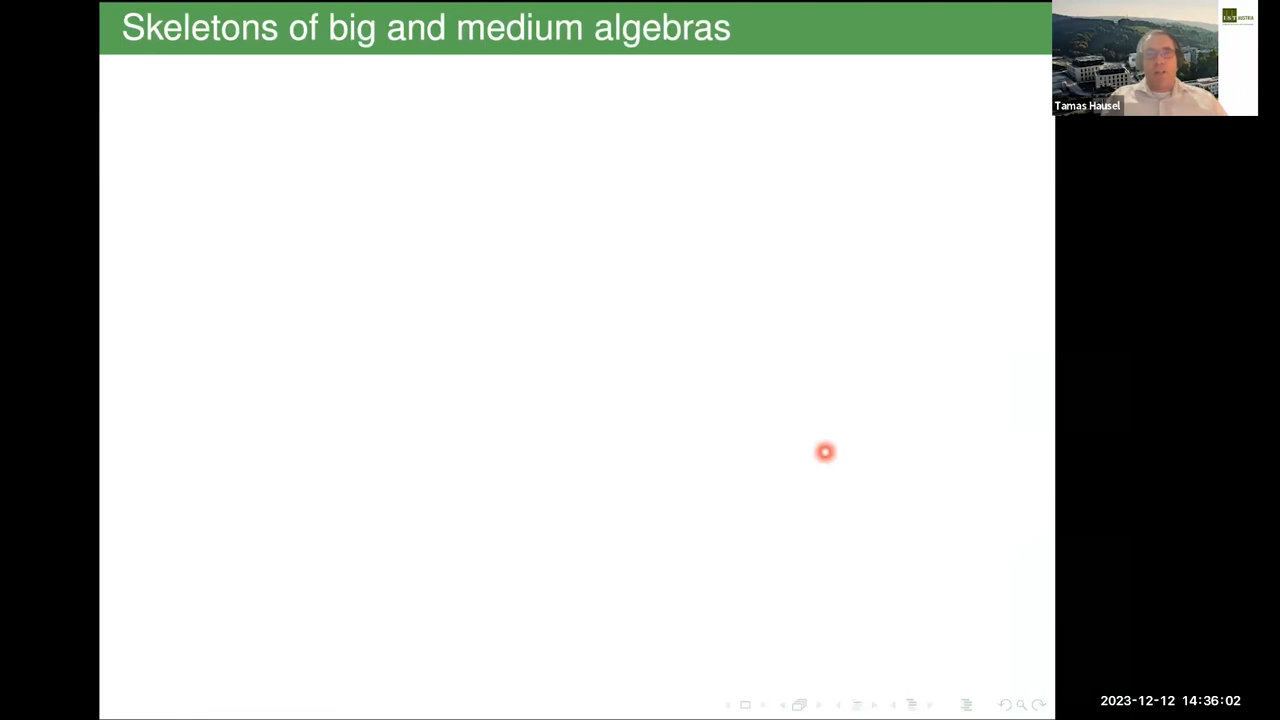 Skeletons of big and medium algebras
Tamas Hausel
2023-12-12 14:36:02